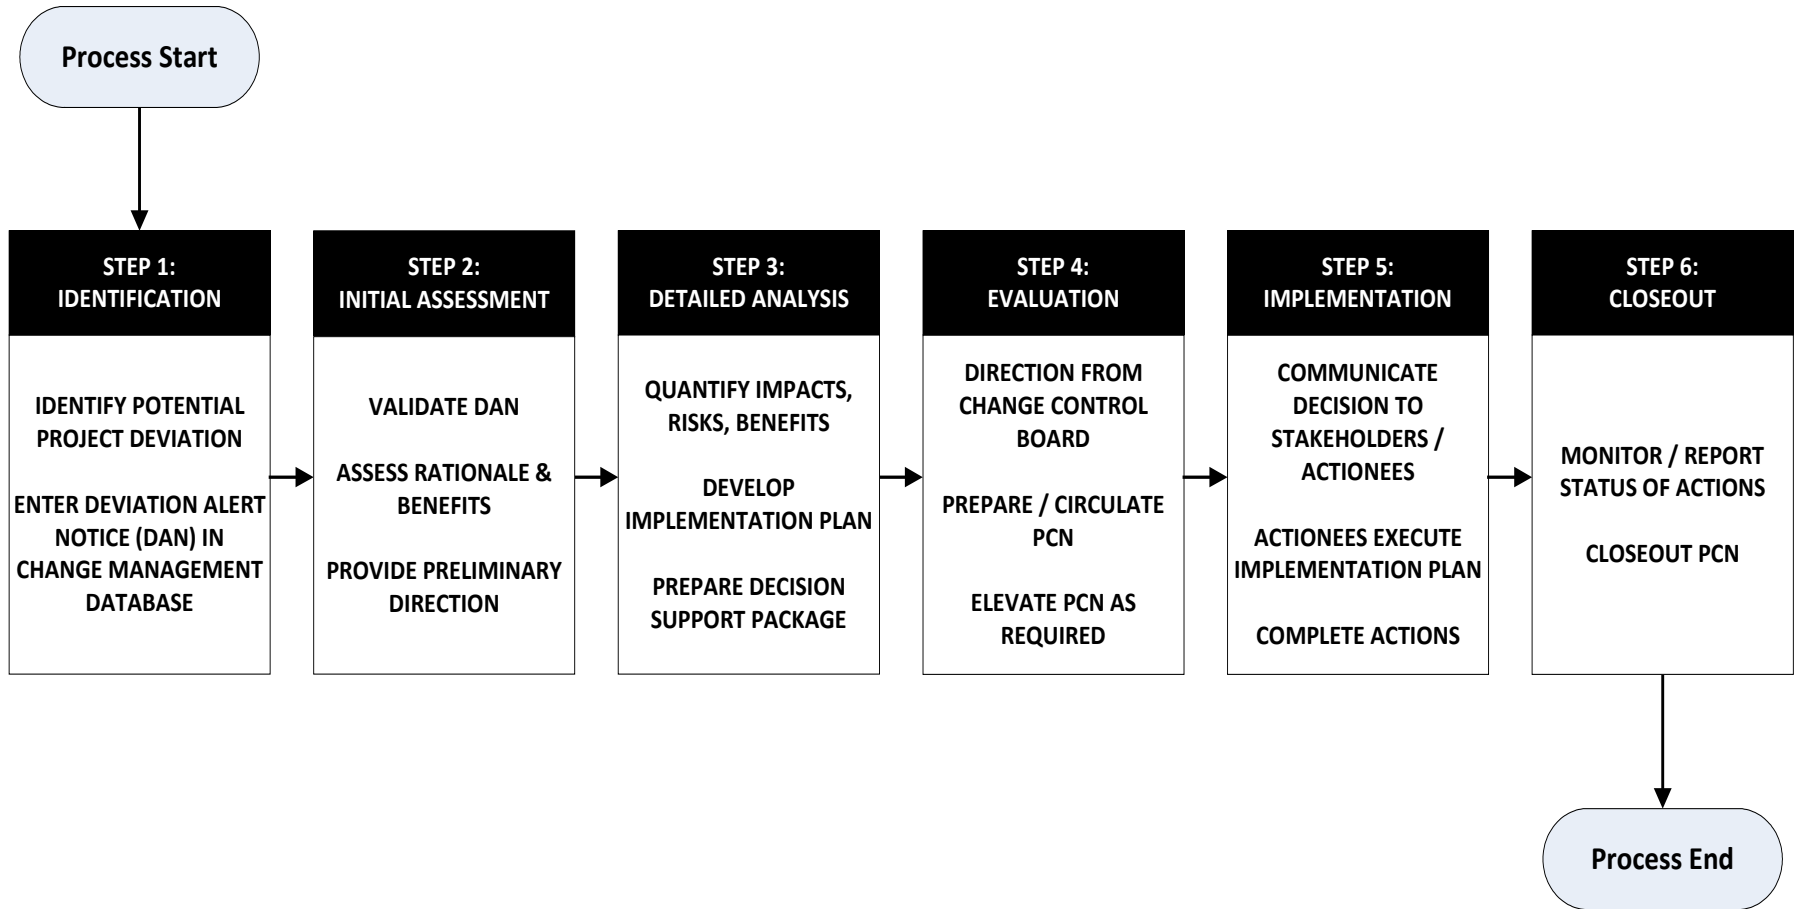 Process Start
STEP 1:
IDENTIFICATION
IDENTIFY POTENTIAL
PROJECT DEVIATION
ENTER DEVIATION ALERT
NOTICE (DAN) IN
CHANGE MANAGEMENT
DATABASE
STEP 2:
INITIAL ASSESSMENT
VALIDATE DAN
ASSESS RATIONALE &
BENEFITS
PROVIDE PRELIMINARY
DIRECTION
STEP 3:
DETAILED ANALYSIS
QUANTIFY IMPACTS,
RISKS, BENEFITS
DEVELOP
IMPLEMENTATION PLAN
PREPARE DECISION
SUPPORT PACKAGE
STEP 4:
EVALUATION
DIRECTION FROM
CHANGE CONTROL
BOARD
PREPARE / CIRCULATE
PCN
ELEVATE PCN AS
REQUIRED
STEP 5:
IMPLEMENTATION
COMMUNICATE
DECISION TO
STAKEHOLDERS /
ACTIONEES
ACTIONEES EXECUTE
IMPLEMENTATION PLAN
COMPLETE ACTIONS
STEP 6:
CLOSEOUT
MONITOR / REPORT
STATUS OF ACTIONS
CLOSEOUT PCN
Process End